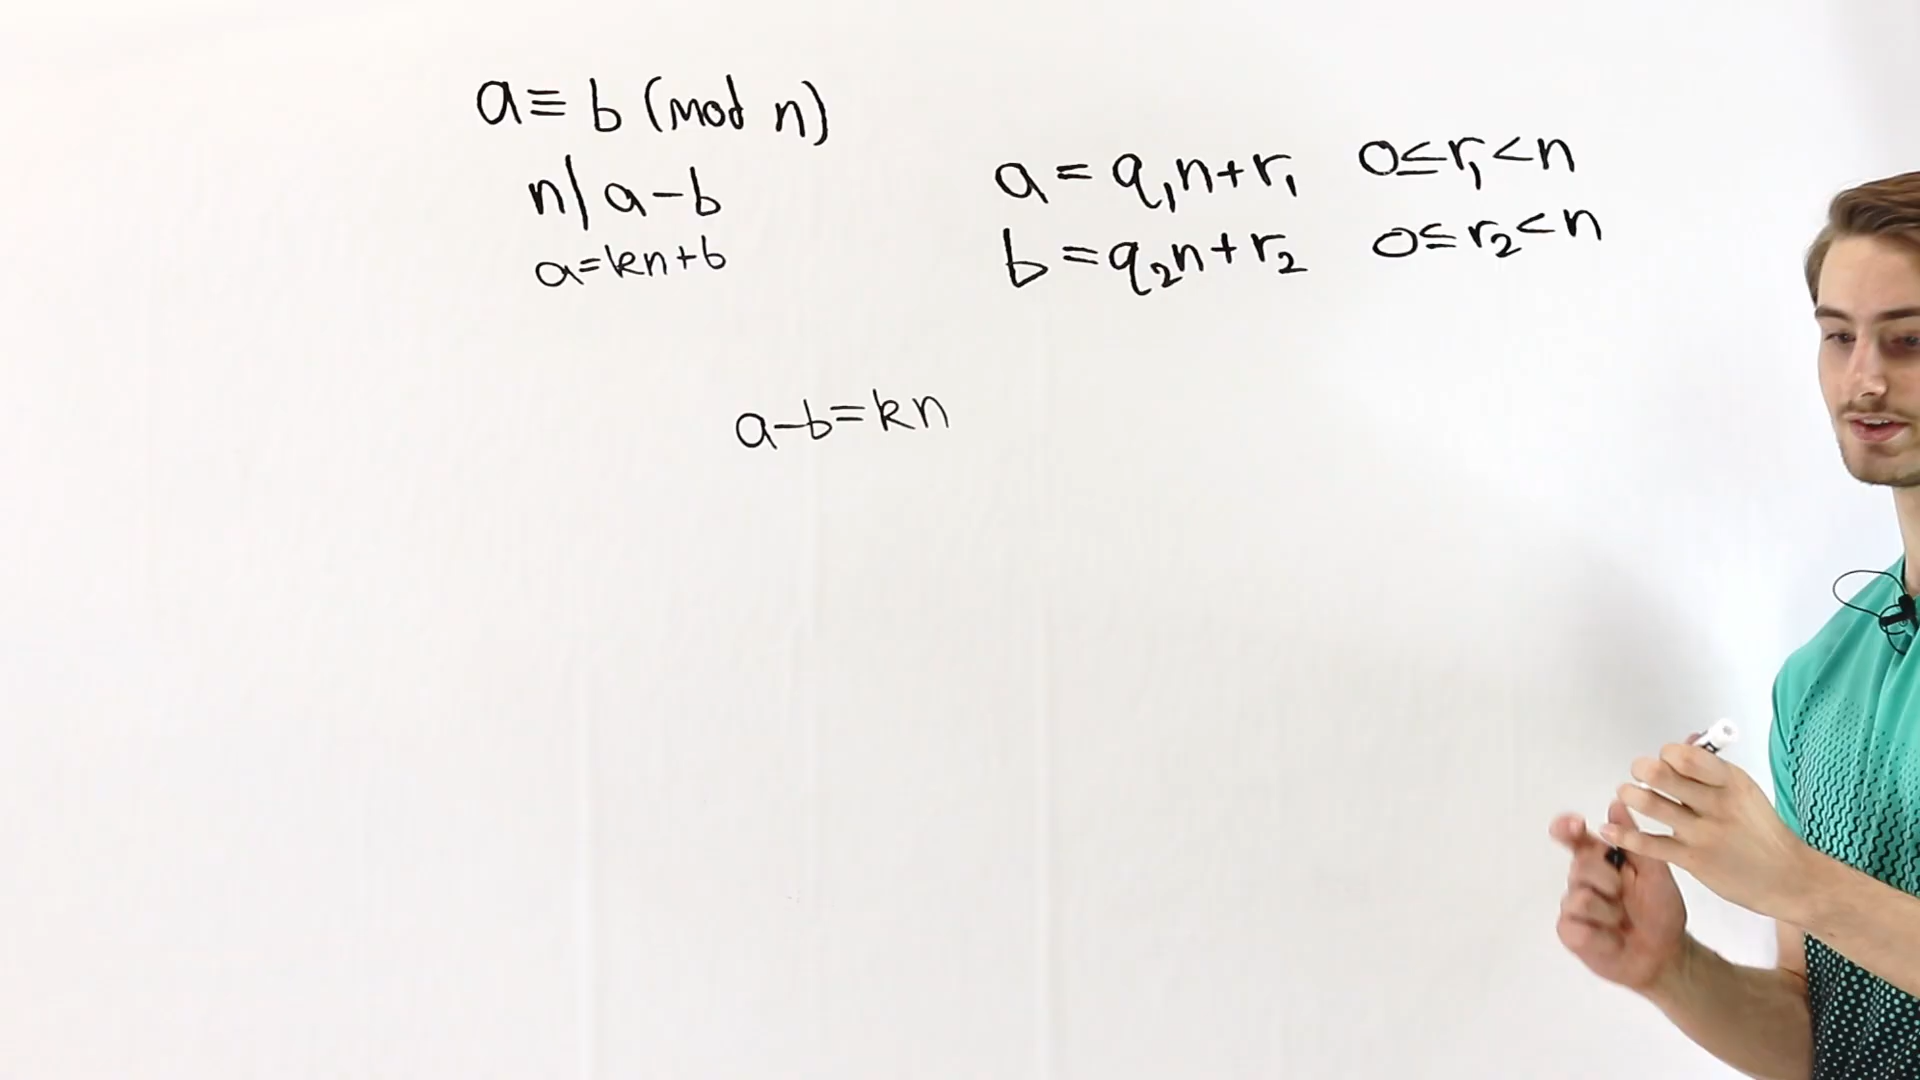 a ≡ b (mod n)
n | a - b
a = kn + b
a = q₁n + r₁ 0 ≤ r₁ < n
b = q₂n + r₂ 0 ≤ r₂ < n
a - b = kn